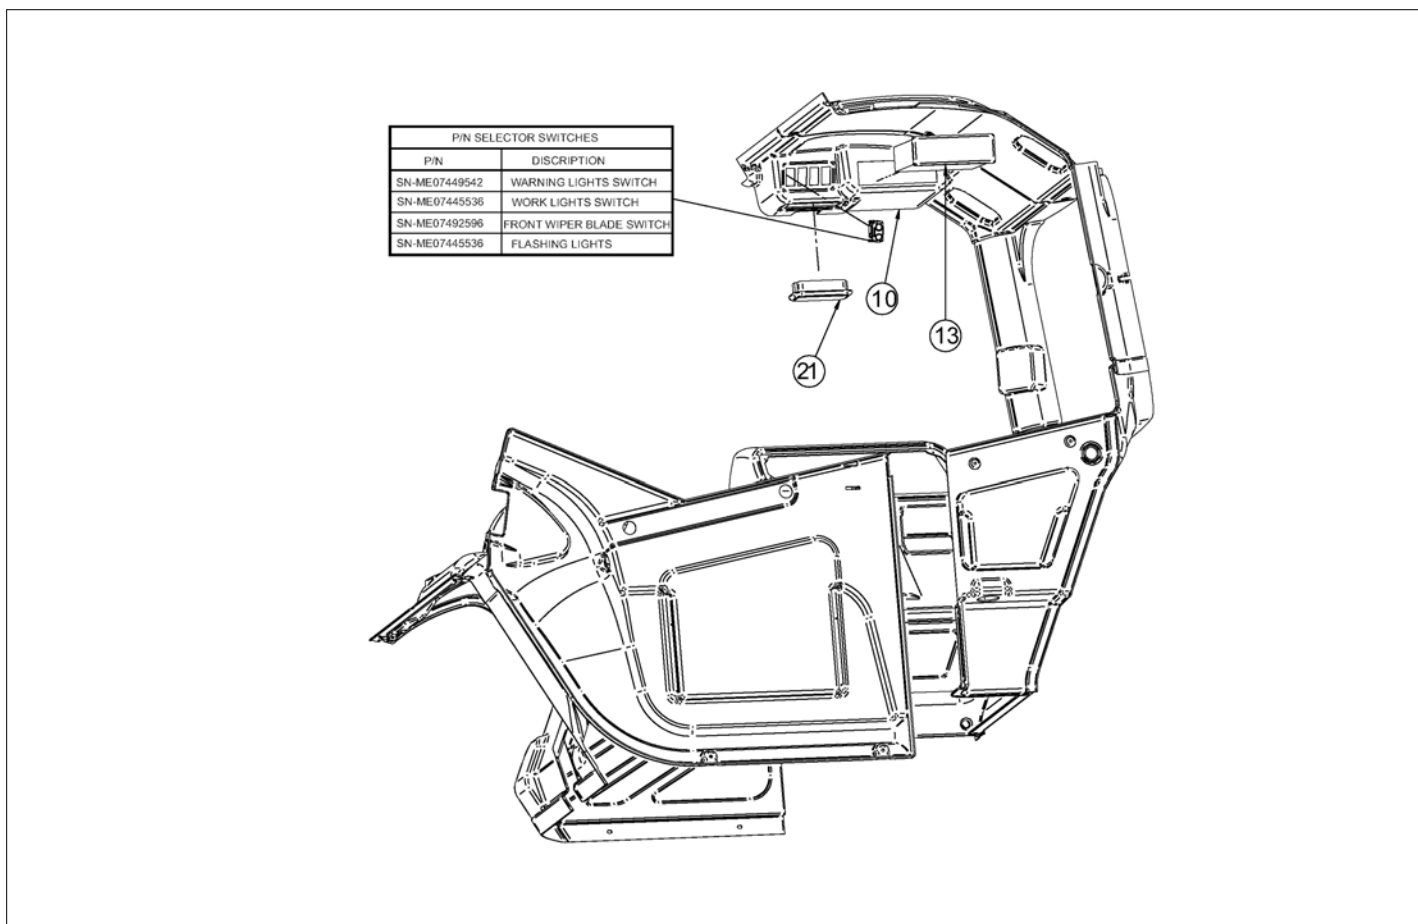 P/N SELECTOR SWITCHES
P/N DISCRIPTION
SN-ME07449542 WARNING LIGHTS SWITCH
SN-ME07445536 WORK LIGHTS SWITCH
SN-ME07492596 FRONT WIPER BLADE SWITCH
SN-ME07445536 FLASHING LIGHTS
10
13
21